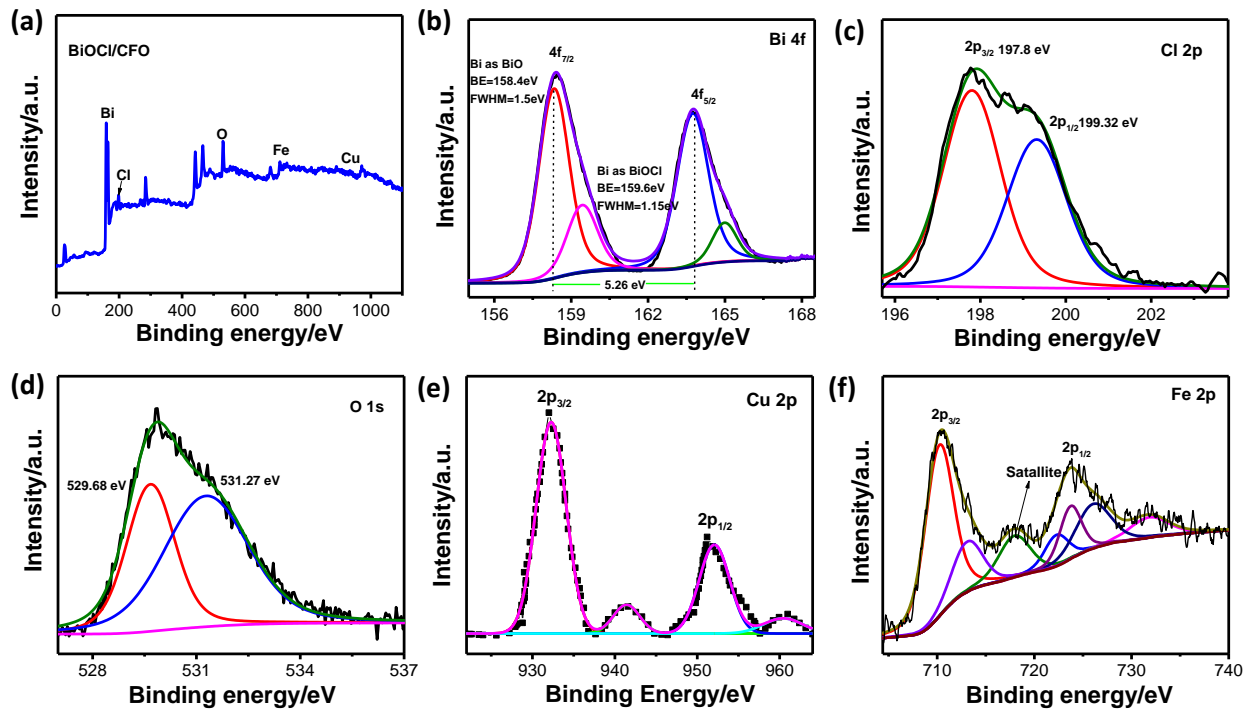 (a)
BiOCl/CFO
Bi
Cl
O
Fe
Cu
Intensity/a.u.
0 200 400 600 800 1000
Binding energy/eV
(b)
Bi 4f
4f7/2
Bi as BiO
BE=158.4eV
FWHM=1.5eV
4f5/2
Bi as BiOCl
BE=159.6eV
FWHM=1.15eV
5.26 eV
Intensity/a.u.
156 159 162 165 168
Binding energy/eV
(c)
Cl 2p
2p3/2 197.8 eV
2p1/2 199.32 eV
Intensity/a.u.
196 198 200 202
Binding energy/eV
(d)
O 1s
529.68 eV
531.27 eV
Intensity/a.u.
528 531 534 537
Binding energy/eV
(e)
Cu 2p
2p3/2
2p1/2
Intensity/a.u.
930 940 950 960
Binding Energy/eV
(f)
Fe 2p
2p3/2
2p1/2
Satallite
Intensity/a.u.
710 720 730 740
Binding energy/eV